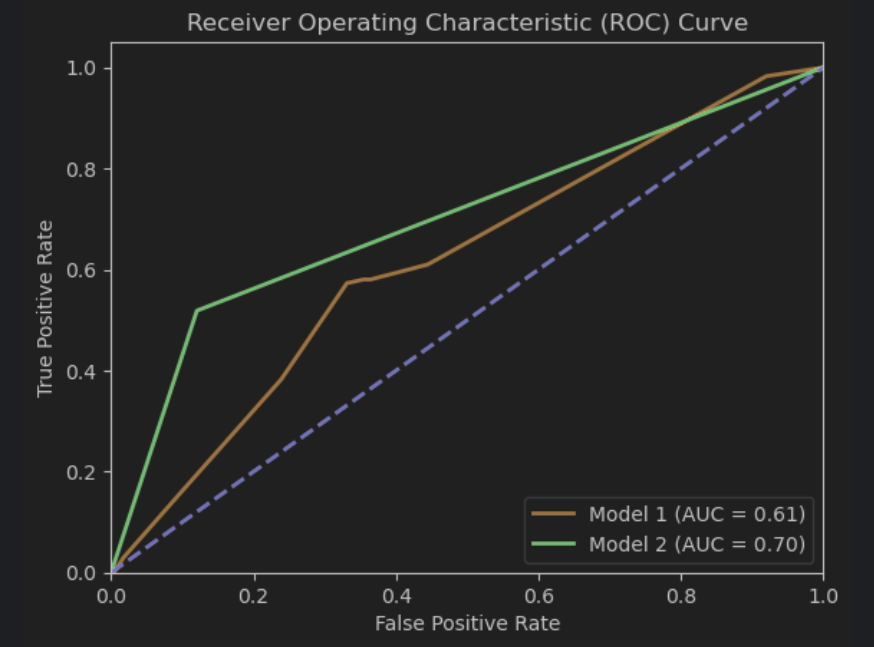 Receiver Operating Characteristic (ROC) Curve
1.0
0.8
0.6
0.4
0.2
0.0
True Positive Rate
Model 1 (AUC = 0.61)
Model 2 (AUC = 0.70)
0.0 0.2 0.4 0.6 0.8 1.0
False Positive Rate